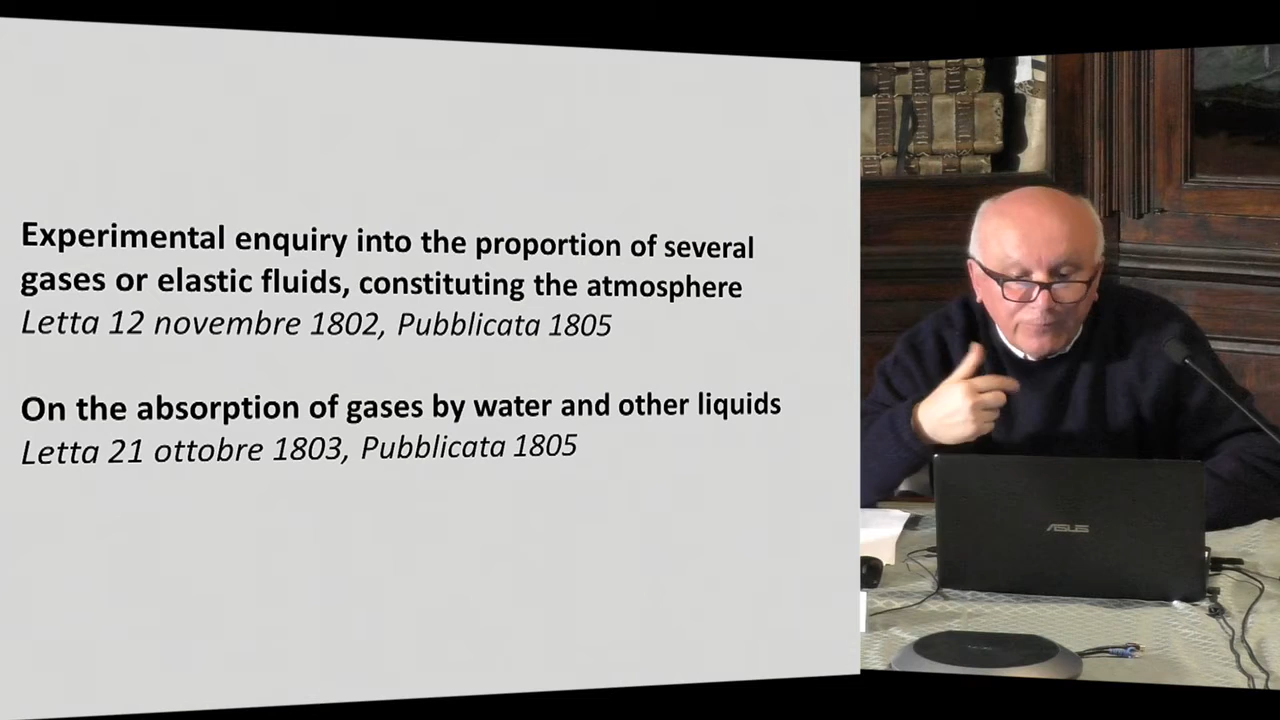 Experimental enquiry into the proportion of several
gases or elastic fluids, constituting the atmosphere
Letta 12 novembre 1802, Pubblicata 1805
On the absorption of gases by water and other liquids
Letta 21 ottobre 1803, Pubblicata 1805
ASUS